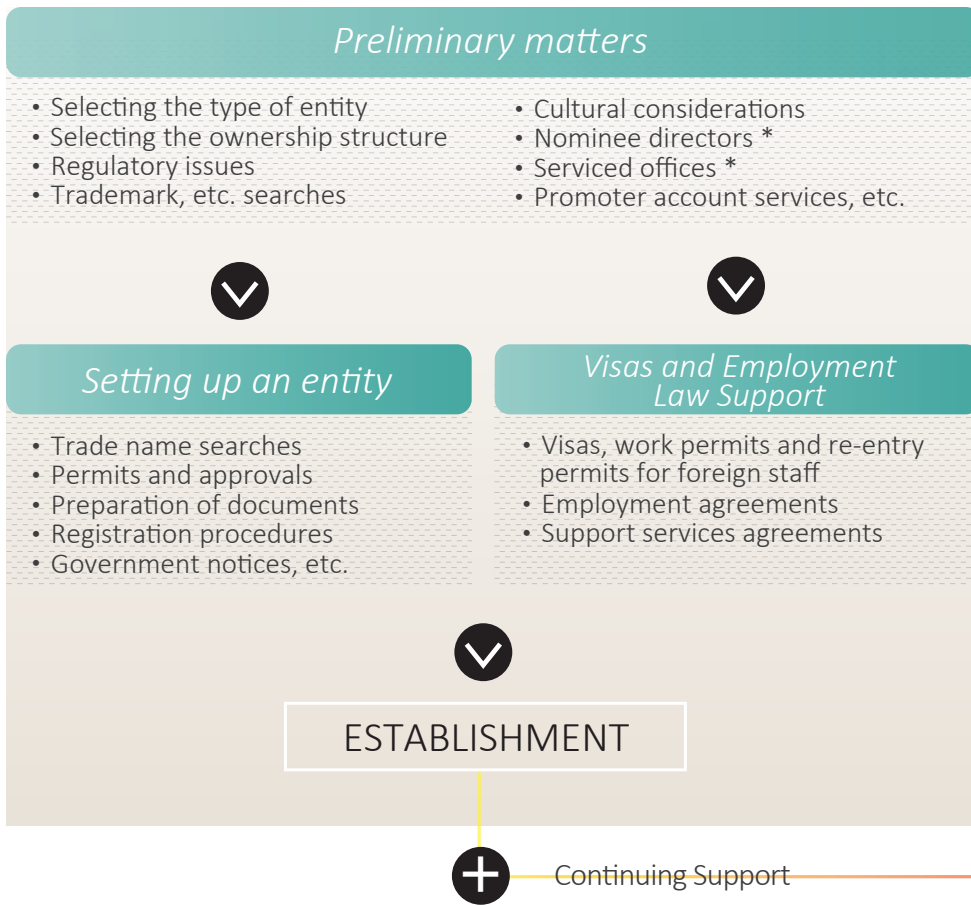 Preliminary matters
• Selecting the type of entity
• Selecting the ownership structure
• Regulatory issues
• Trademark, etc. searches
• Cultural considerations
• Nominee directors *
• Serviced offices *
• Promoter account services, etc.
Setting up an entity
• Trade name searches
• Permits and approvals
• Preparation of documents
• Registration procedures
• Government notices, etc.
Visas and Employment
Law Support
• Visas, work permits and re-entry
permits for foreign staff
• Employment agreements
• Support services agreements
ESTABLISHMENT
Continuing Support